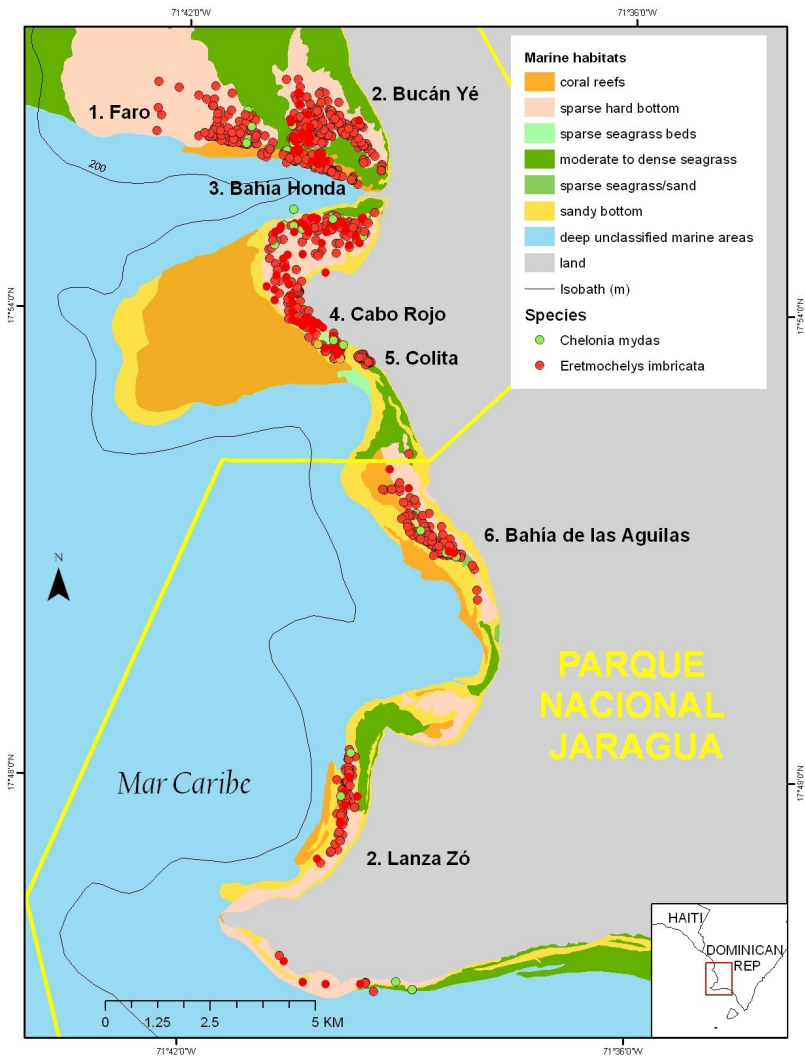 71°42'0"W
71°36'0"W
Marine habitats
coral reefs
sparse hard bottom
sparse seagrass beds
moderate to dense seagrass
sparse seagrass/sand
sandy bottom
deep unclassified marine areas
land
Isobath (m)
Species
Chelonia mydas
Eretmochelys imbricata
1. Faro
2. Bucán Yé
200
3. Bahía Honda
17°54'0"N
17°54'0"N
4. Cabo Rojo
5. Colita
6. Bahía de las Aguilas
N
PARQUE
NACIONAL
JARAGUA
Mar Caribe
17°48'0"N
17°48'0"N
2. Lanza Zó
HAITI
DOMINICAN
REP
0 1.25 2.5 5 KM
71°42'0"W
71°36'0"W